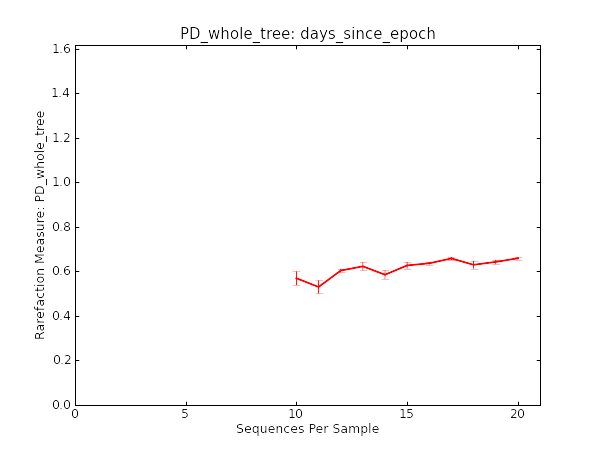 PD_whole_tree: days_since_epoch
1.6
1.4
1.2
1.0
0.8
0.6
0.4
0.2
0.0
Rarefaction Measure: PD_whole_tree
0 5 10 15 20
Sequences Per Sample